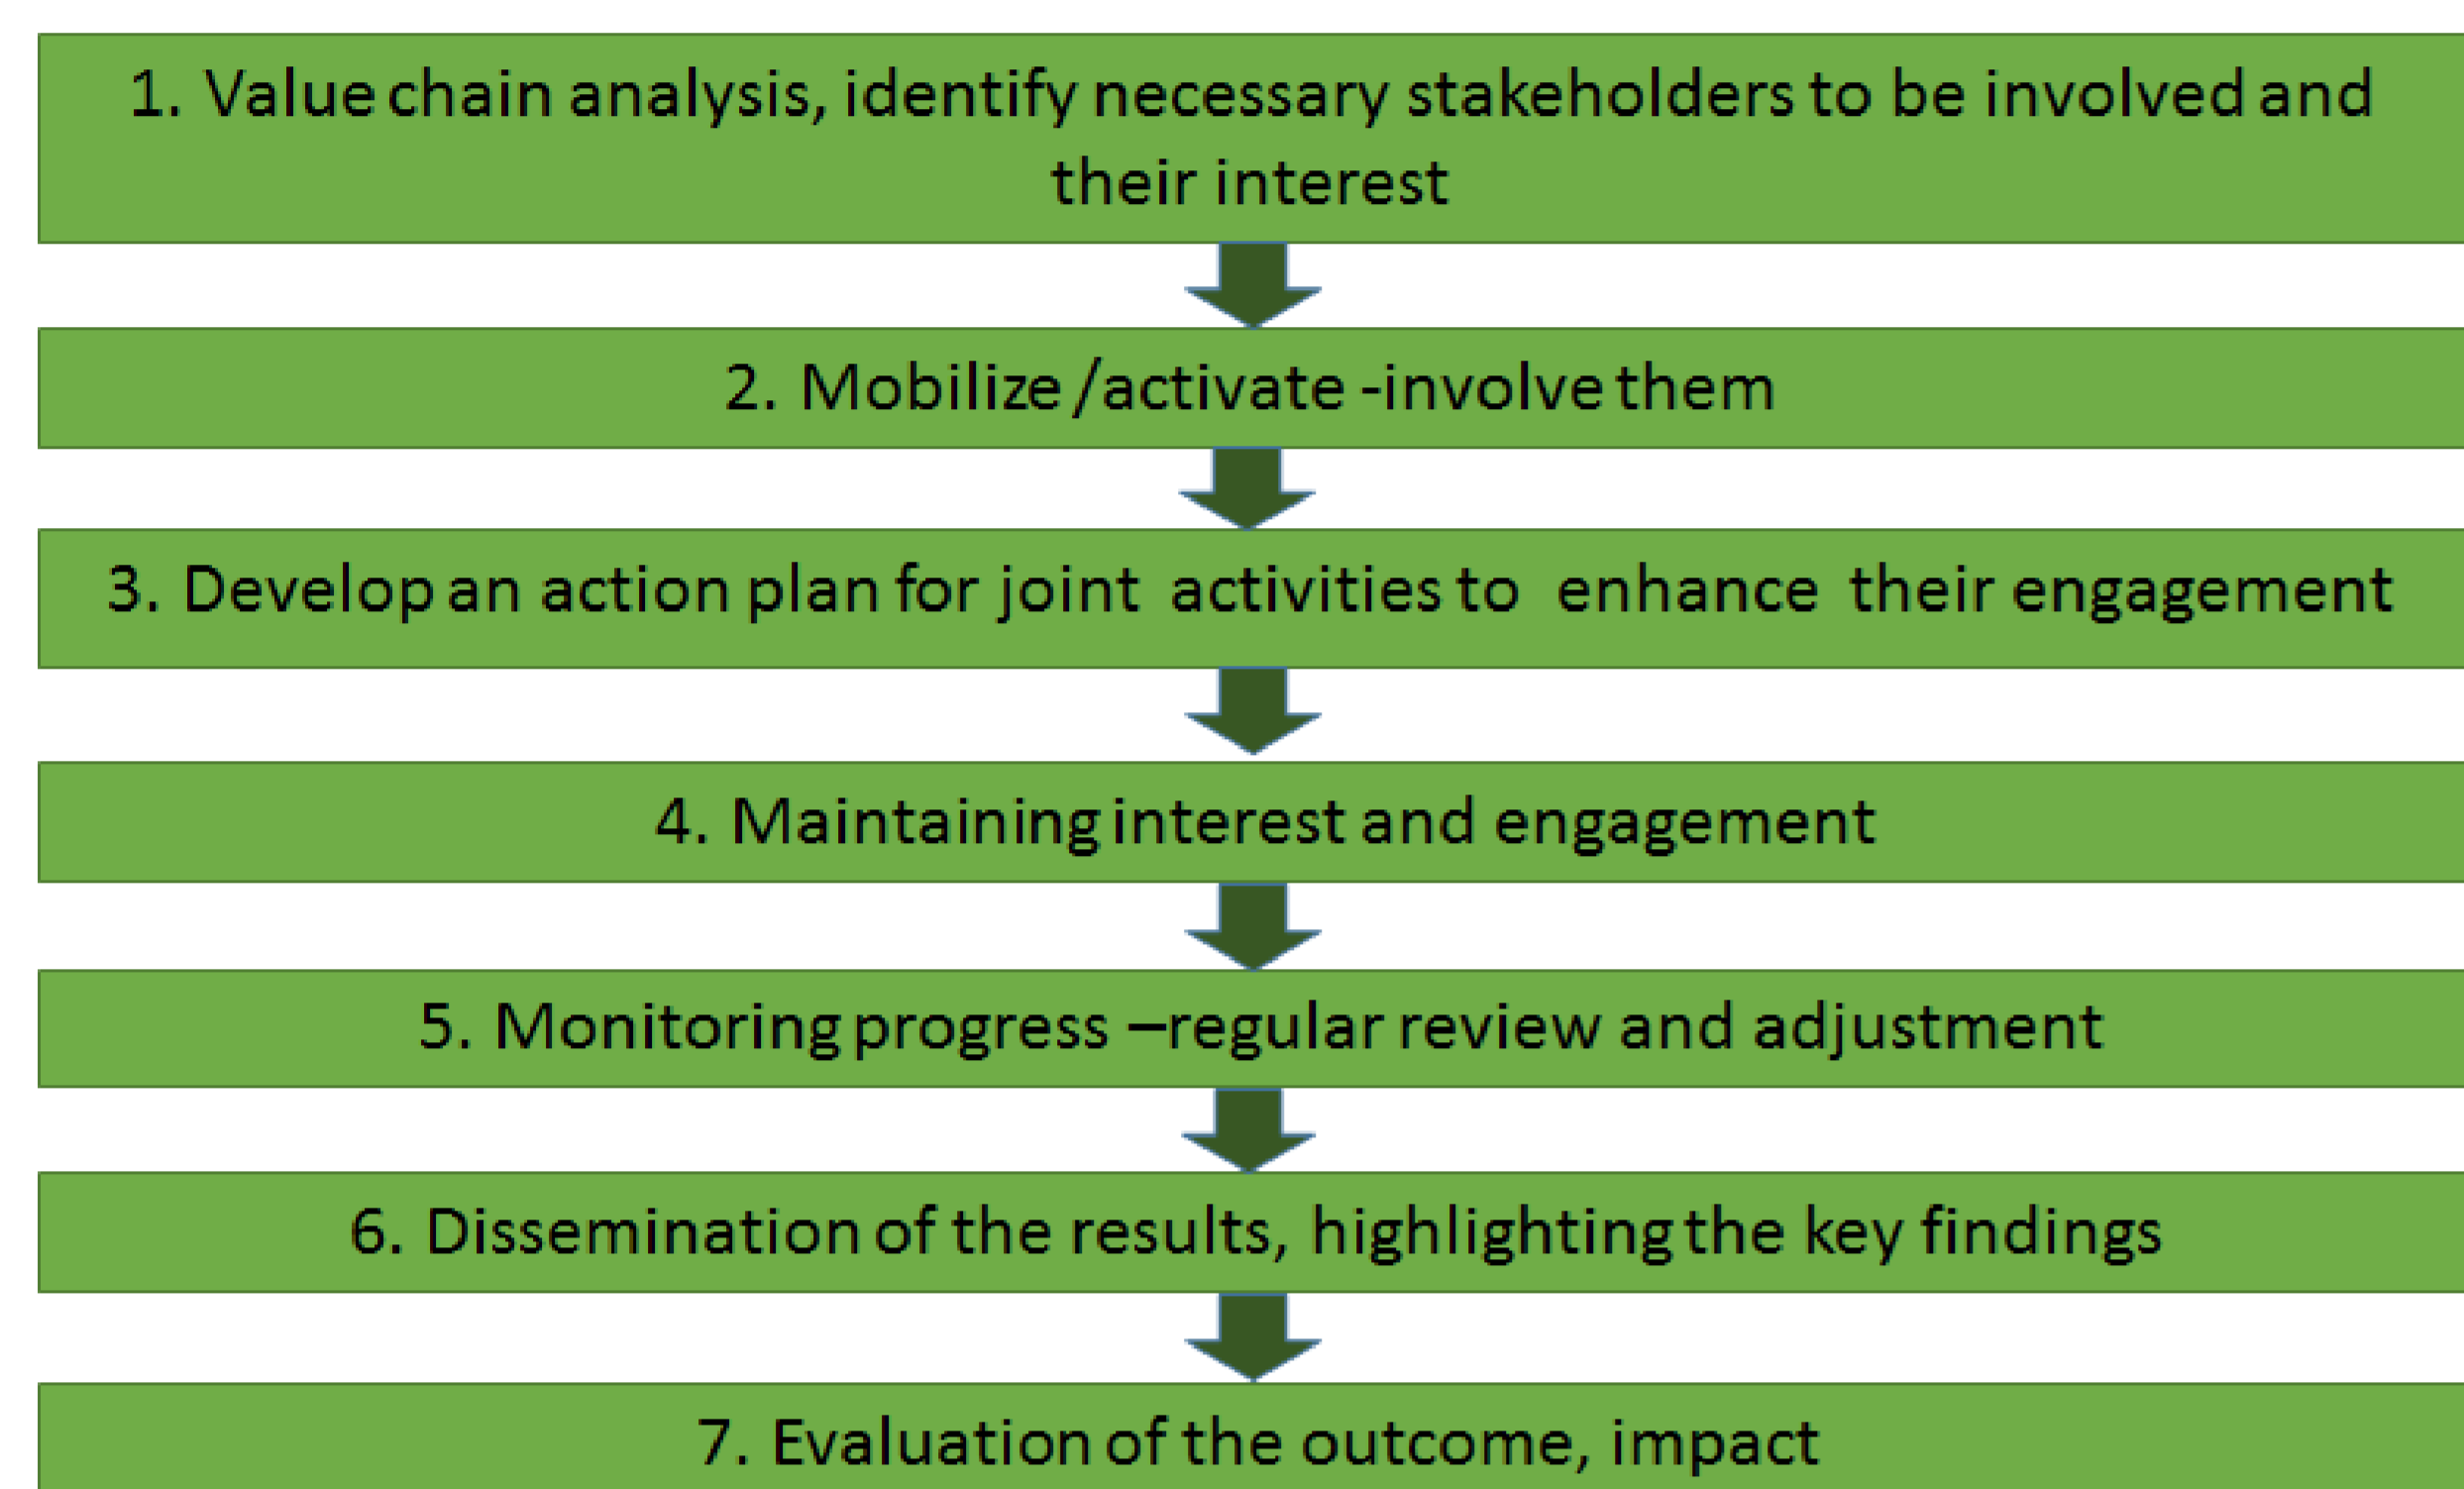 1. Value chain analysis, identify necessary stakeholders to be involved and
their interest
2. Mobilize /activate -involve them
3. Develop an action plan for joint activities to enhance their engagement
4. Maintaining interest and engagement
5. Monitoring progress –regular review and adjustment
6. Dissemination of the results, highlighting the key findings
7. Evaluation of the outcome, impact